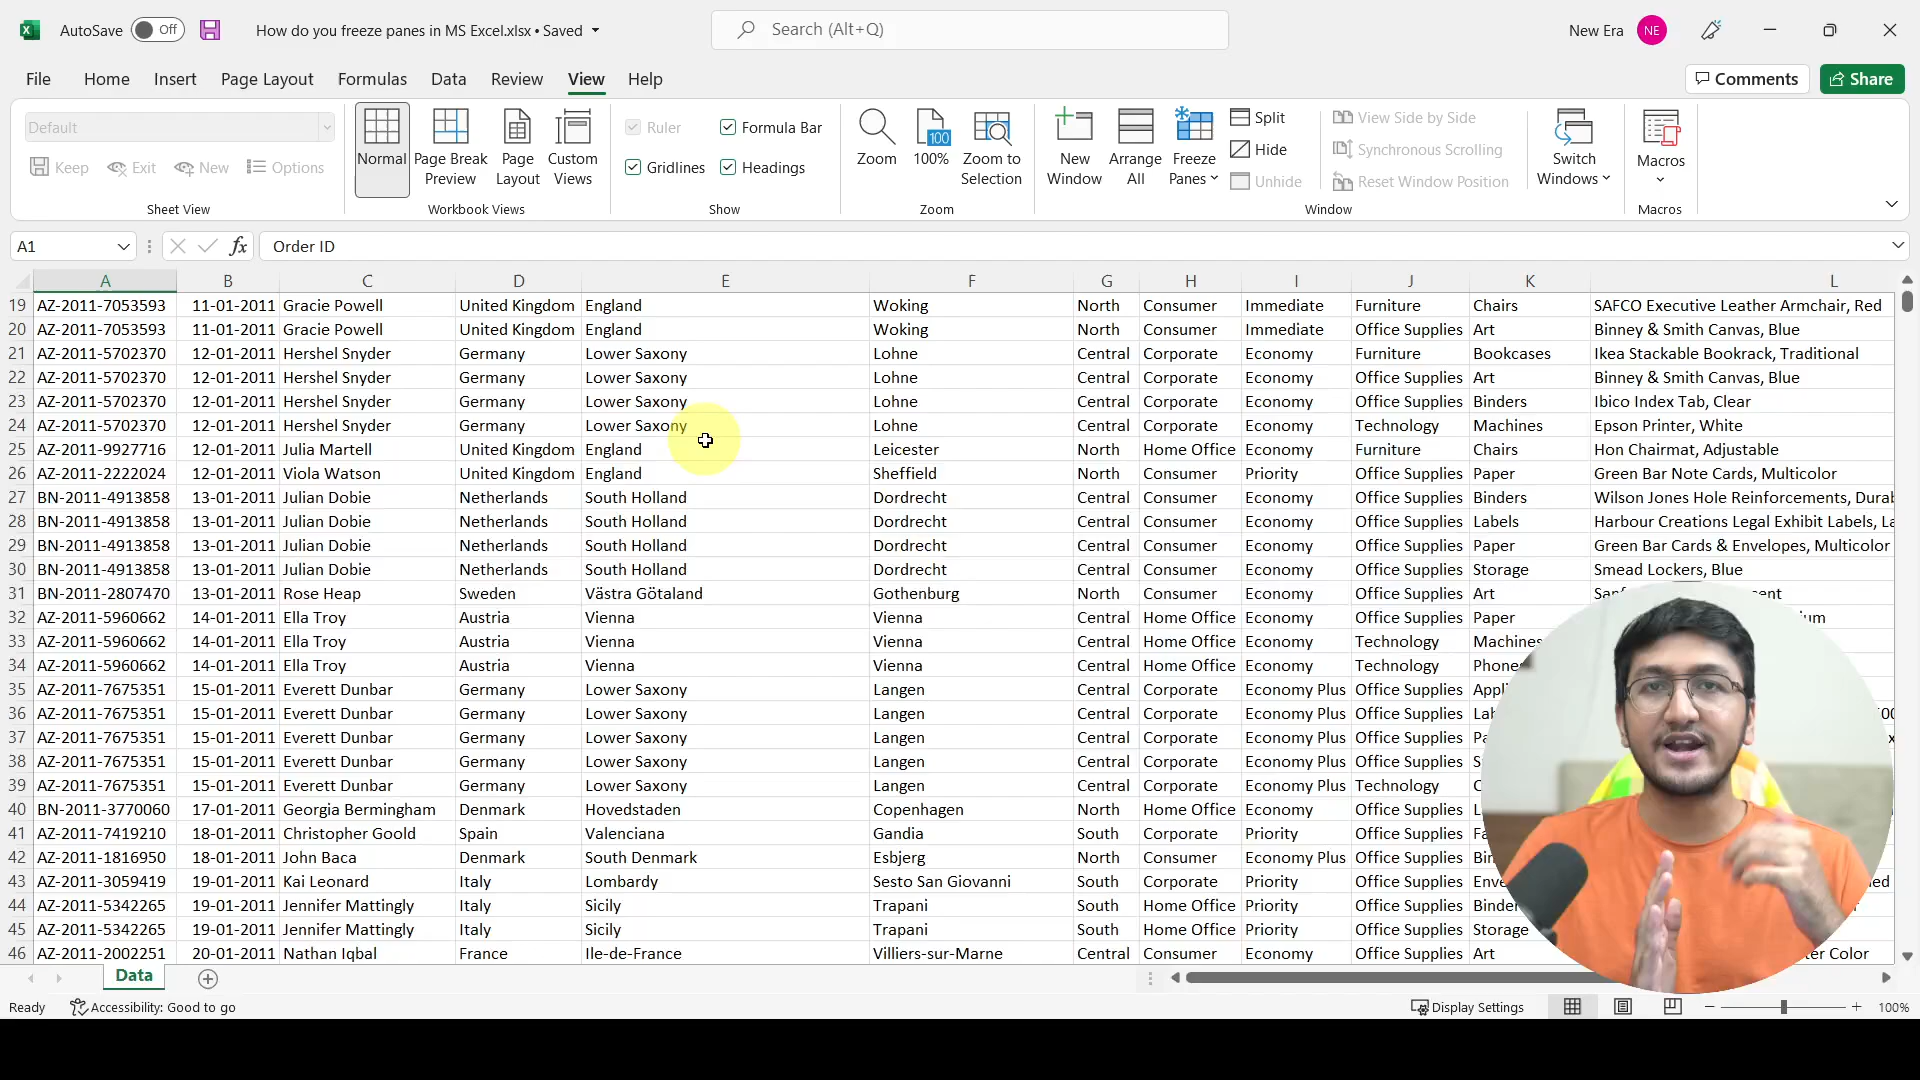 AutoSave Off How do you freeze panes in MS Excel.xlsx • Saved Search (Alt+Q) New Era NE
File Home Insert Page Layout Formulas Data Review View Help Comments Share
Default
Keep Exit New Options
Sheet View
Normal Page Break Preview Page Layout Custom Views
Workbook Views
Ruler Formula Bar
Gridlines Headings
Show
Zoom 100 100% Zoom to Selection
Zoom
New Window Arrange All Freeze Panes
Split
Hide
Unhide
View Side by Side
Synchronous Scrolling
Reset Window Position
Switch Windows
Window
Macros
Macros
A1 fx Order ID
A B C D E F G H I J K L
19 AZ-2011-7053593 11-01-2011 Gracie Powell United Kingdom England Woking North Consumer Immediate Furniture Chairs SAFCO Executive Leather Armchair, Red
20 AZ-2011-7053593 11-01-2011 Gracie Powell United Kingdom England Woking North Consumer Immediate Office Supplies Art Binney & Smith Canvas, Blue
21 AZ-2011-5702370 12-01-2011 Hershel Snyder Germany Lower Saxony Lohne Central Corporate Economy Furniture Bookcases Ikea Stackable Bookrack, Traditional
22 AZ-2011-5702370 12-01-2011 Hershel Snyder Germany Lower Saxony Lohne Central Corporate Economy Office Supplies Art Binney & Smith Canvas, Blue
23 AZ-2011-5702370 12-01-2011 Hershel Snyder Germany Lower Saxony Lohne Central Corporate Economy Office Supplies Binders Ibico Index Tab, Clear
24 AZ-2011-5702370 12-01-2011 Hershel Snyder Germany Lower Saxony Lohne Central Corporate Economy Technology Machines Epson Printer, White
25 AZ-2011-9927716 12-01-2011 Julia Martell United Kingdom England Leicester North Home Office Economy Furniture Chairs Hon Chairmat, Adjustable
26 AZ-2011-2222024 12-01-2011 Viola Watson United Kingdom England Sheffield North Consumer Priority Office Supplies Paper Green Bar Note Cards, Multicolor
27 BN-2011-4913858 13-01-2011 Julian Dobie Netherlands South Holland Dordrecht Central Consumer Economy Office Supplies Binders Wilson Jones Hole Reinforcements, Durab
28 BN-2011-4913858 13-01-2011 Julian Dobie Netherlands South Holland Dordrecht Central Consumer Economy Office Supplies Labels Harbour Creations Legal Exhibit Labels, La
29 BN-2011-4913858 13-01-2011 Julian Dobie Netherlands South Holland Dordrecht Central Consumer Economy Office Supplies Paper Green Bar Cards & Envelopes, Multicolor
30 BN-2011-4913858 13-01-2011 Julian Dobie Netherlands South Holland Dordrecht Central Consumer Economy Office Supplies Storage Smead Lockers, Blue
31 BN-2011-2807470 13-01-2011 Rose Heap Sweden Västra Götaland Gothenburg North Consumer Economy Office Supplies Art
32 AZ-2011-5960662 14-01-2011 Ella Troy Austria Vienna Vienna Central Home Office Economy Office Supplies Paper
33 AZ-2011-5960662 14-01-2011 Ella Troy Austria Vienna Vienna Central Home Office Economy Technology Machines
34 AZ-2011-5960662 14-01-2011 Ella Troy Austria Vienna Vienna Central Home Office Economy Technology Phones
35 AZ-2011-7675351 15-01-2011 Everett Dunbar Germany Lower Saxony Langen Central Corporate Economy Plus Office Supplies Appl
36 AZ-2011-7675351 15-01-2011 Everett Dunbar Germany Lower Saxony Langen Central Corporate Economy Plus Office Supplies Lab
37 AZ-2011-7675351 15-01-2011 Everett Dunbar Germany Lower Saxony Langen Central Corporate Economy Plus Office Supplies Pa
38 AZ-2011-7675351 15-01-2011 Everett Dunbar Germany Lower Saxony Langen Central Corporate Economy Plus Office Supplies S
39 AZ-2011-7675351 15-01-2011 Everett Dunbar Germany Lower Saxony Langen Central Corporate Economy Plus Technology C
40 BN-2011-3770060 17-01-2011 Georgia Bermingham Denmark Hovedstaden Copenhagen North Home Office Economy Office Supplies L
41 AZ-2011-7419210 18-01-2011 Christopher Goold Spain Valenciana Gandia South Corporate Priority Office Supplies Fa
42 AZ-2011-1816950 18-01-2011 John Baca Denmark South Denmark Esbjerg North Consumer Economy Plus Office Supplies Bin
43 AZ-2011-3059419 19-01-2011 Kai Leonard Italy Lombardy Sesto San Giovanni South Corporate Priority Office Supplies Enve
44 AZ-2011-5342265 19-01-2011 Jennifer Mattingly Italy Sicily Trapani South Home Office Priority Office Supplies Binder
45 AZ-2011-5342265 19-01-2011 Jennifer Mattingly Italy Sicily Trapani South Home Office Priority Office Supplies Storage
46 AZ-2011-2002251 20-01-2011 Nathan Iqbal France Ile-de-France Villiers-sur-Marne Central Consumer Economy Office Supplies Art ter Color
Data
Ready Accessibility: Good to go Display Settings 100%